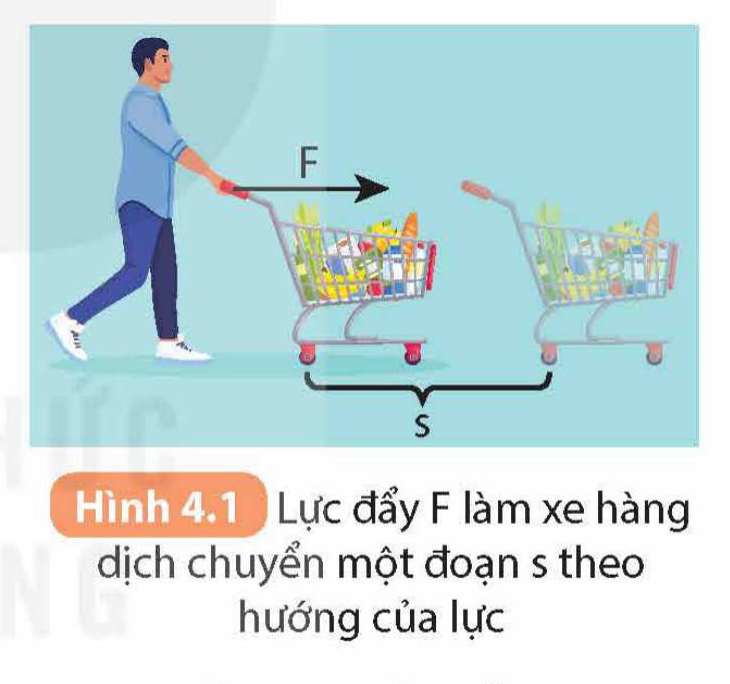 F
s
Hình 4.1 Lực đẩy F làm xe hàng
dịch chuyển một đoạn s theo
hướng của lực